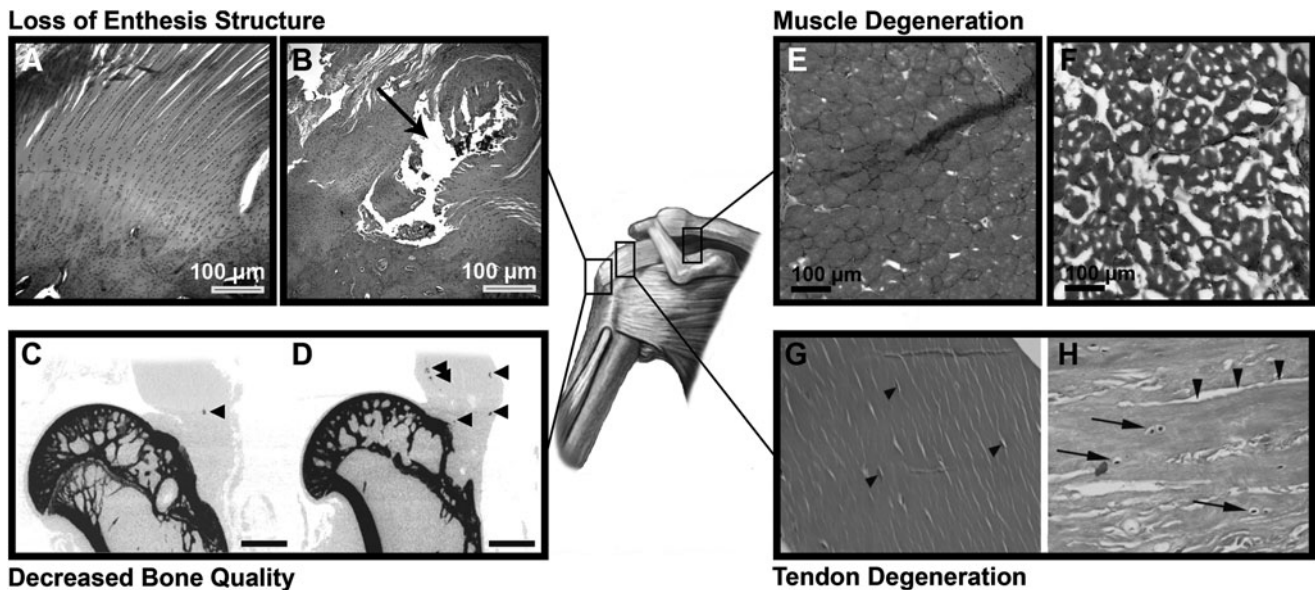 Loss of Enthesis Structure
Muscle Degeneration
A
B
E
F
100 µm
100 µm
100 µm
100 µm
C
D
G
H
Decreased Bone Quality
Tendon Degeneration